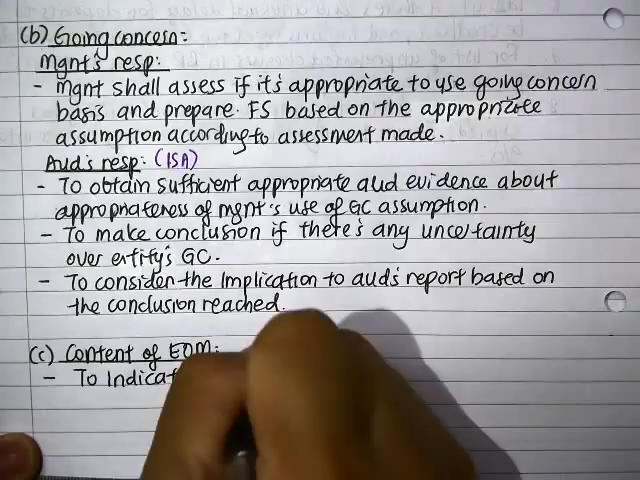 (b) Going concern:
Mgnt's resp:
- Mgnt shall assess if it's appropriate to use going concern
basis and prepare FS based on the appropriate
assumption according to assessment made.
Aud's resp: (ISA)
- To obtain sufficient appropriate aud evidence about
appropriateness of mgnt's use of GC assumption.
- To make conclusion if there's any uncertainty
over entity's GC.
- To consider the implication to aud's report based on
the conclusion reached.
(c) Content of EOM:
- To Indicat